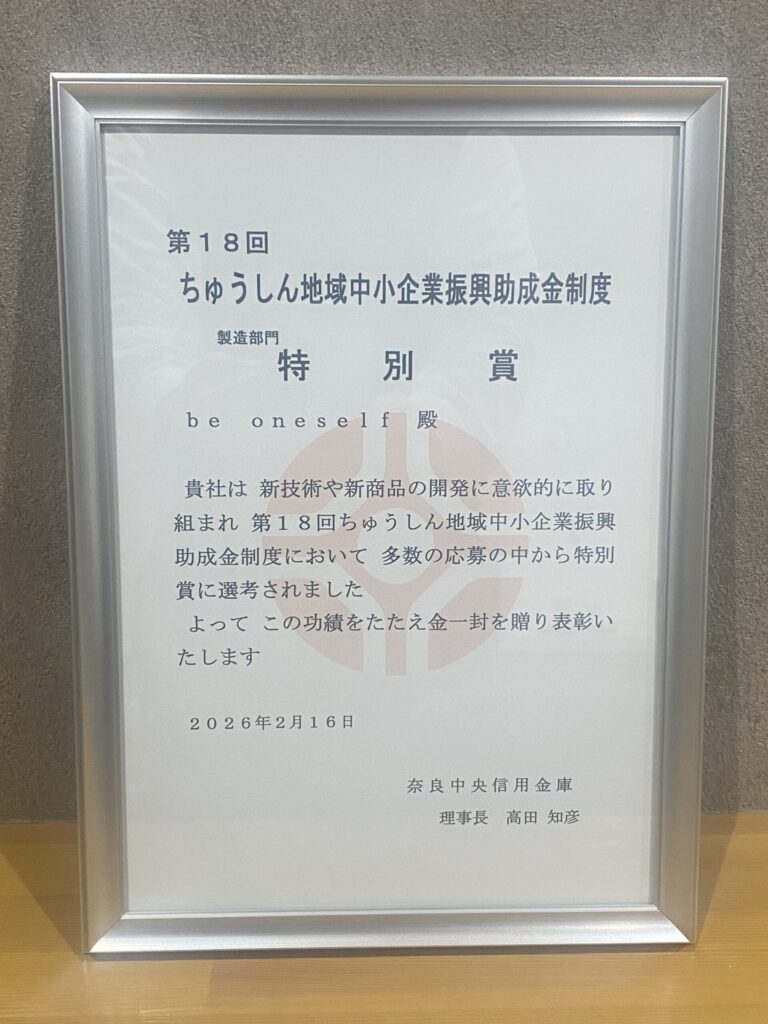 第１８回
ちゅうしん地域中小企業振興助成金制度
製造部門
特 別 賞
ｂｅ ｏｎｅｓｅｌｆ 殿
貴社は 新技術や新商品の開発に意欲的に取り
組まれ 第１８回ちゅうしん地域中小企業振興
助成金制度において 多数の応募の中から特別
賞に選考されました
よって この功績をたたえ金一封を贈り表彰い
たします
２０２６年２月１６日
奈良中央信用金庫
理事長 高田 知彦